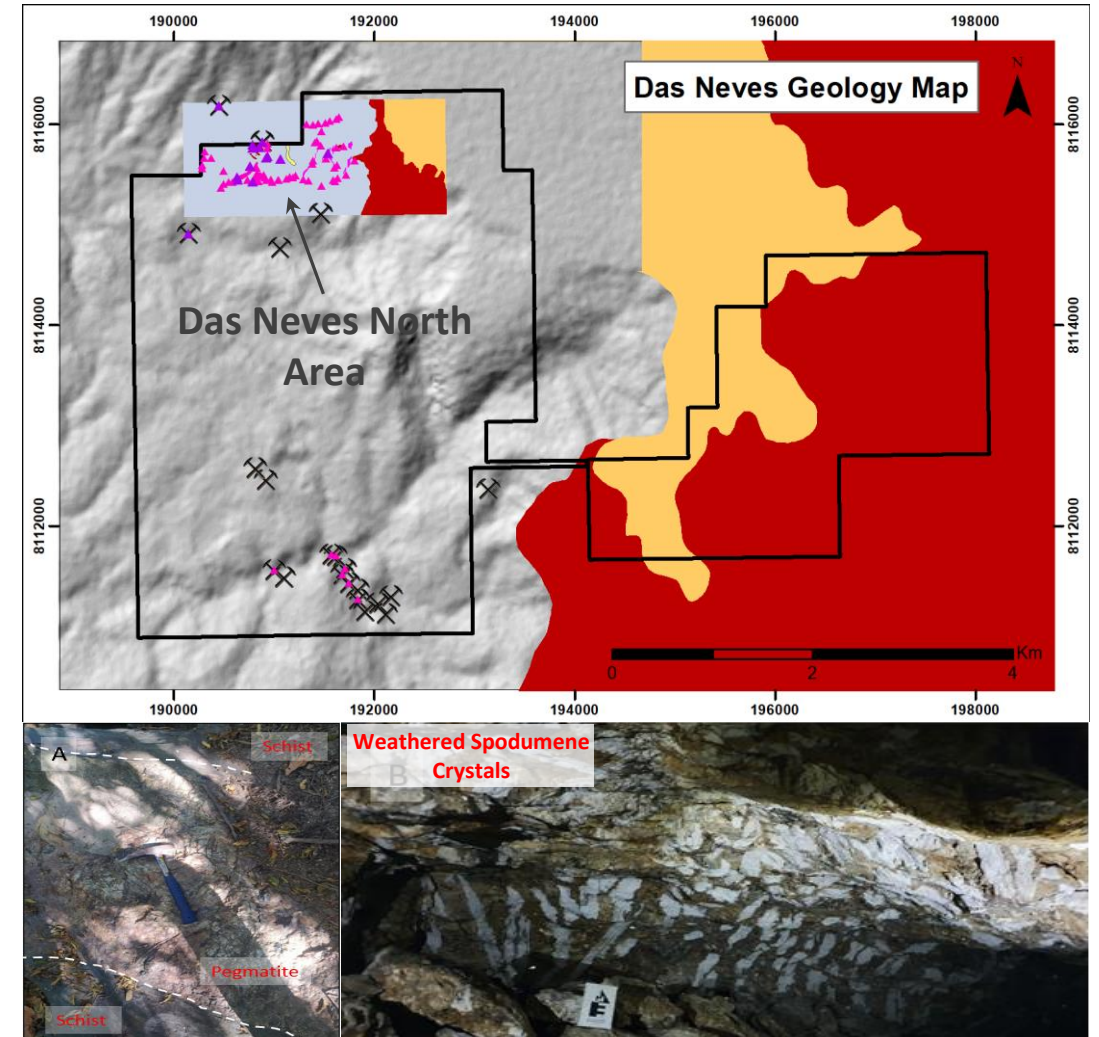 190000 192000 194000 196000 198000
Das Neves Geology Map
N
8116000
8116000
Das Neves North
Area
8114000
8114000
8112000
8112000
Km
0 2 4
190000 192000 194000 196000 198000
A
Schist
Pegmatite
Schist
Weathered Spodumene
Crystals
B